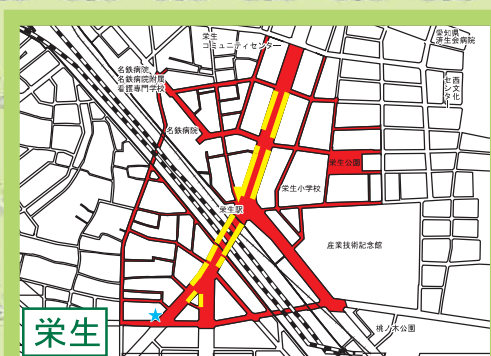 栄生
コミュニティセンター
愛知県
済生会病院
名鉄病院
名鉄病院附属
看護専門学校
西文化
センター
名鉄病院
栄生公園
栄生小学校
栄生駅
産業技術記念館
桃ノ木公園
栄生